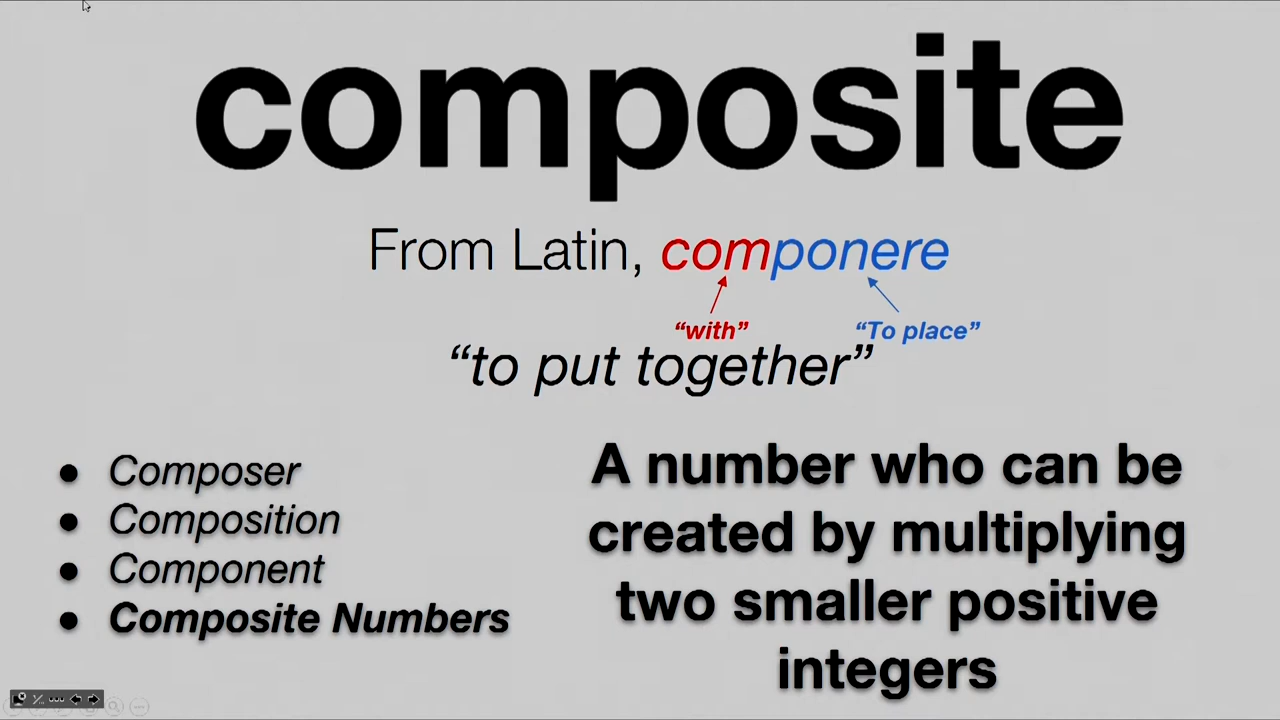 composite
From Latin, componere
“with” “To place”
“to put together”
● Composer
● Composition
● Component
● Composite Numbers
A number who can be
created by multiplying
two smaller positive
integers